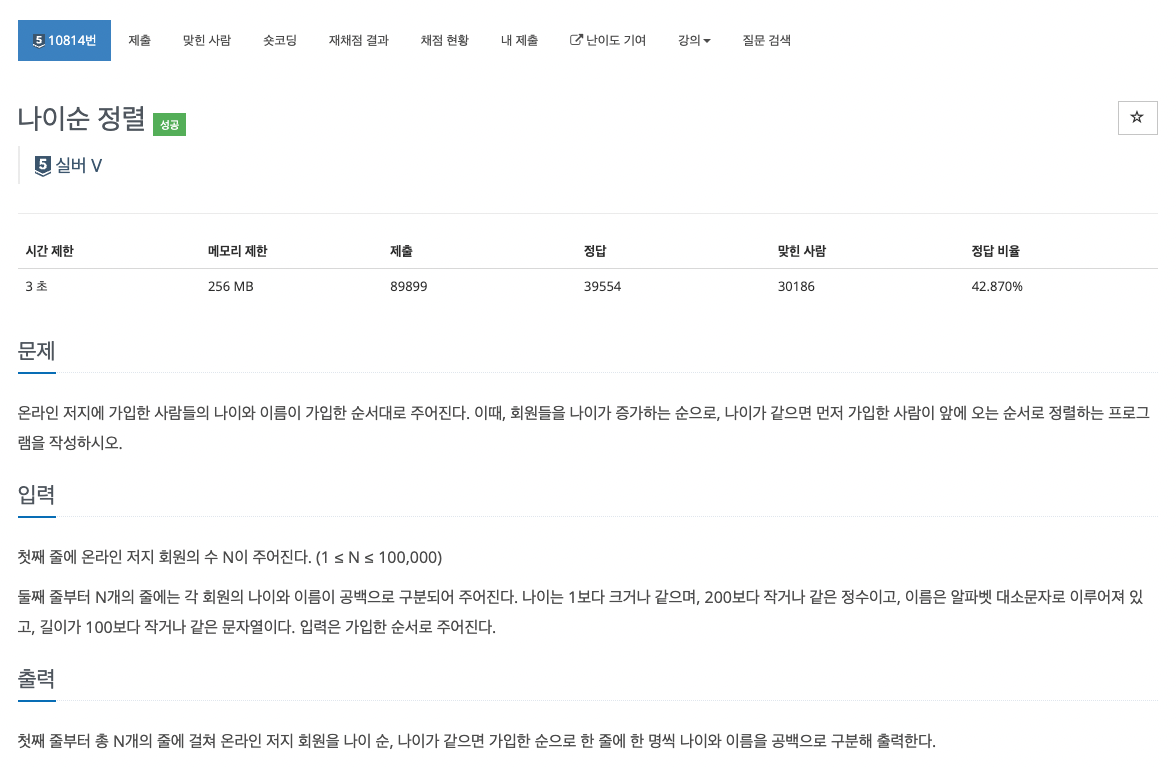 5 10814번 제출 맞힌 사람 숏코딩 재채점 결과 채점 현황 내 제출 난이도 기여 강의 질문 검색
나이순 정렬 성공
5 실버 V
시간 제한 메모리 제한 제출 정답 맞힌 사람 정답 비율
3 초 256 MB 89899 39554 30186 42.870%
문제
온라인 저지에 가입한 사람들의 나이와 이름이 가입한 순서대로 주어진다. 이때, 회원들을 나이가 증가하는 순으로, 나이가 같으면 먼저 가입한 사람이 앞에 오는 순서로 정렬하는 프로그
램을 작성하시오.
입력
첫째 줄에 온라인 저지 회원의 수 N이 주어진다. (1 ≤ N ≤ 100,000)
둘째 줄부터 N개의 줄에는 각 회원의 나이와 이름이 공백으로 구분되어 주어진다. 나이는 1보다 크거나 같으며, 200보다 작거나 같은 정수이고, 이름은 알파벳 대소문자로 이루어져 있
고, 길이가 100보다 작거나 같은 문자열이다. 입력은 가입한 순서로 주어진다.
출력
첫째 줄부터 총 N개의 줄에 걸쳐 온라인 저지 회원을 나이 순, 나이가 같으면 가입한 순으로 한 줄에 한 명씩 나이와 이름을 공백으로 구분해 출력한다.